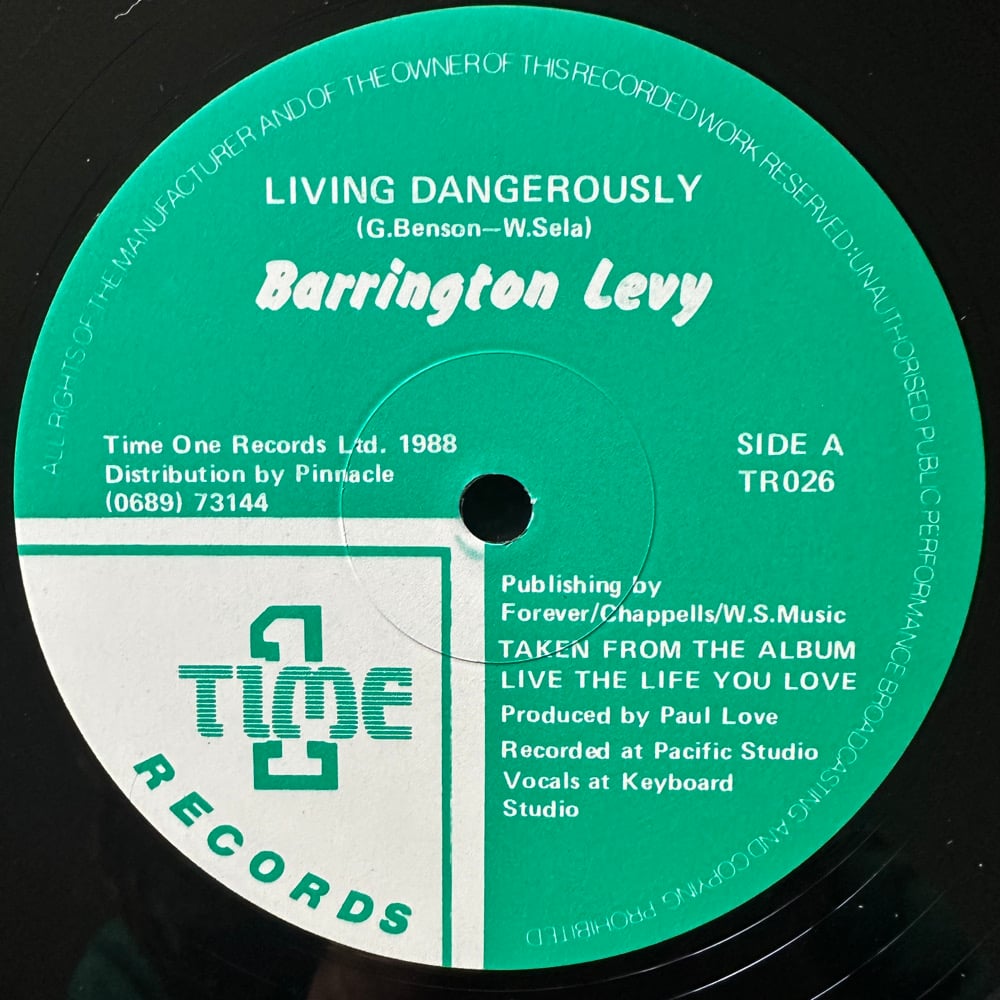 ALL RIGHTS OF THE MANUFACTURER AND OF THE OWNER OF THIS RECORDED WORK RESERVED:UNAUTHORISED PUBLIC PERFORMANCE BROADCASTING AND COPYING PROHIBITED
LIVING DANGEROUSLY
(G.Benson—W.Sela)
Barrington Levy
Time One Records Ltd. 1988
Distribution by Pinnacle
(0689) 73144
SIDE A
TR026
Publishing by
Forever/Chappells/W.S.Music
TAKEN FROM THE ALBUM
LIVE THE LIFE YOU LOVE
Produced by Paul Love
Recorded at Pacific Studio
Vocals at Keyboard
Studio
TIME
1
RECORDS